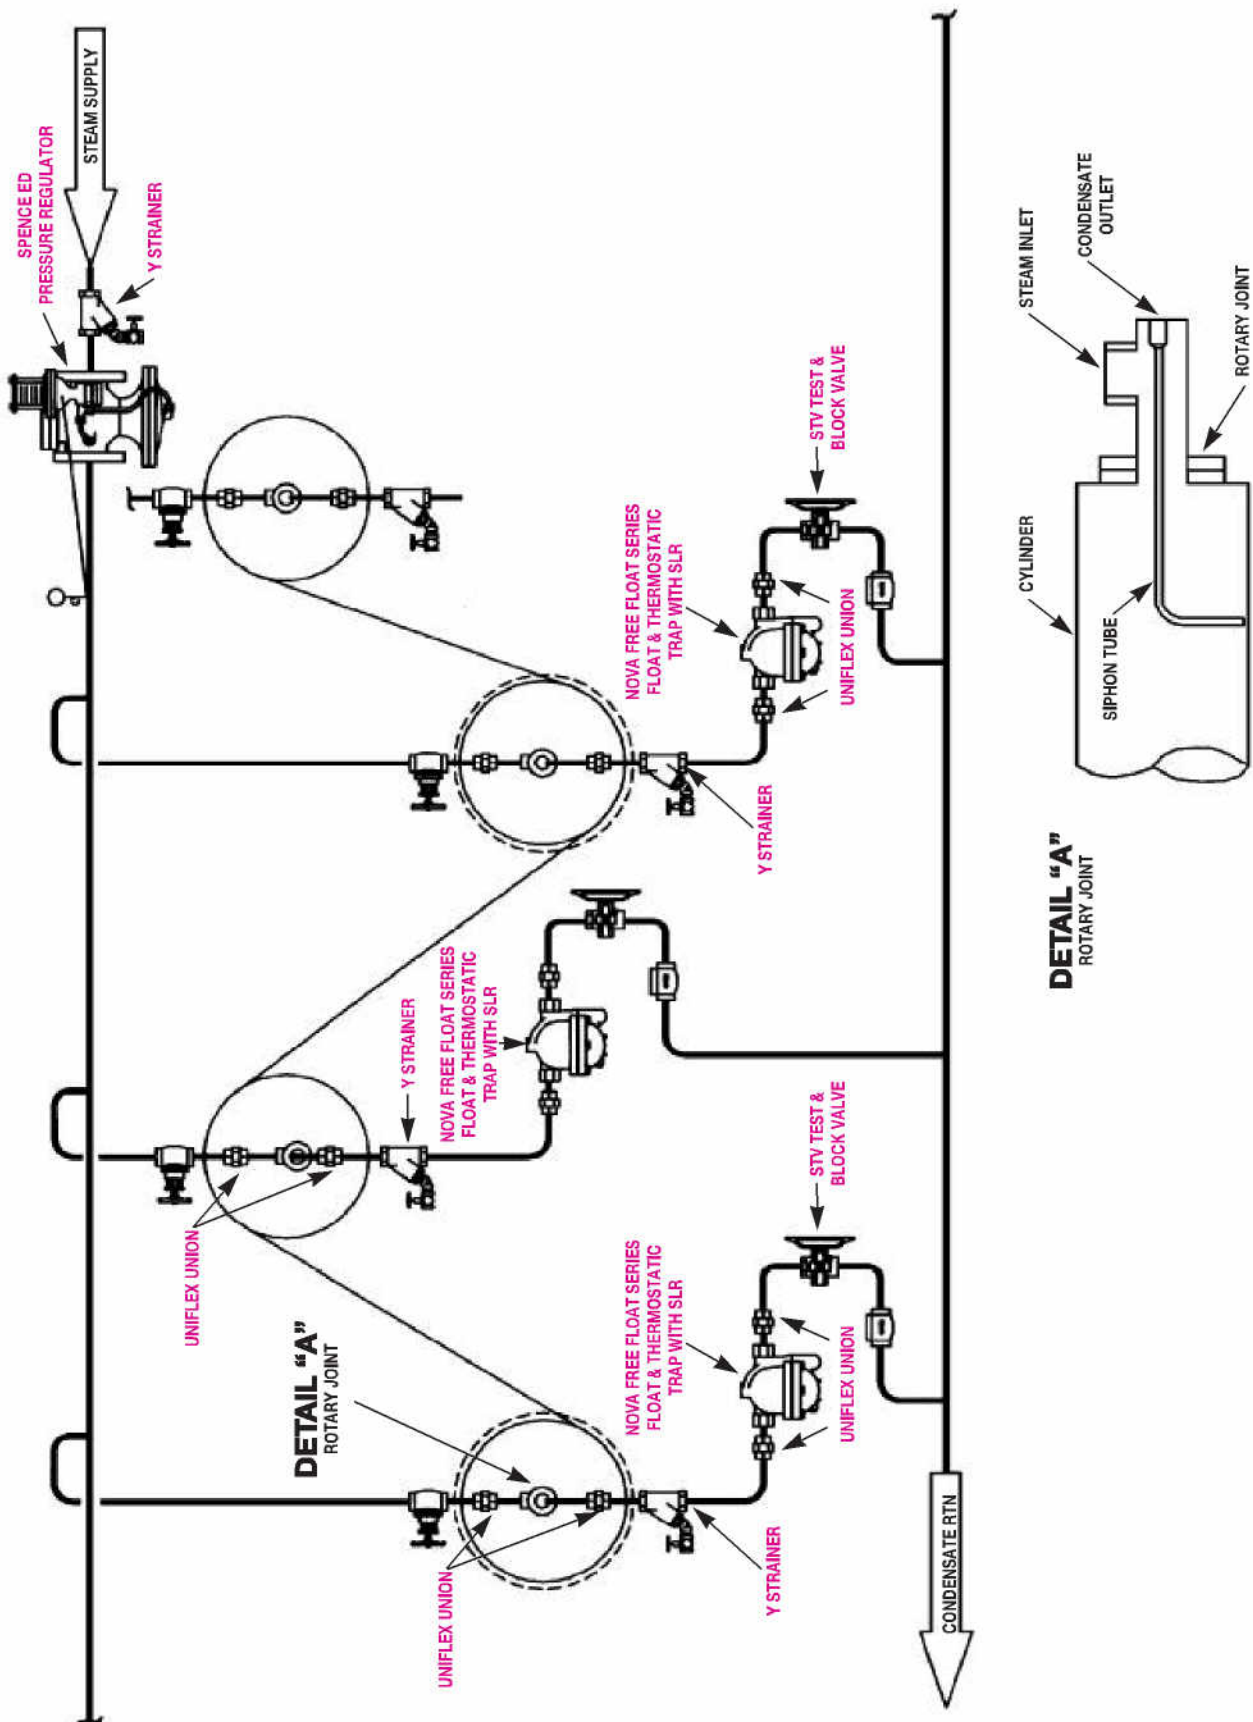 SPENCE ED
PRESSURE REGULATOR
STEAM SUPPLY
Y STRAINER
NOVA FREE FLOAT SERIES
FLOAT & THERMOSTATIC
TRAP WITH SLR
STV TEST &
BLOCK VALVE
UNIFLEX UNION
UNIFLEX UNION
Y STRAINER
NOVA FREE FLOAT SERIES
FLOAT & THERMOSTATIC
TRAP WITH SLR
Y STRAINER
UNIFLEX UNION
STV TEST &
BLOCK VALVE
NOVA FREE FLOAT SERIES
FLOAT & THERMOSTATIC
TRAP WITH SLR
UNIFLEX UNION
DETAIL “A”
ROTARY JOINT
UNIFLEX UNION
Y STRAINER
CONDENSATE RTN
DETAIL “A”
ROTARY JOINT
CYLINDER
SIPHON TUBE
STEAM INLET
CONDENSATE
OUTLET
ROTARY JOINT